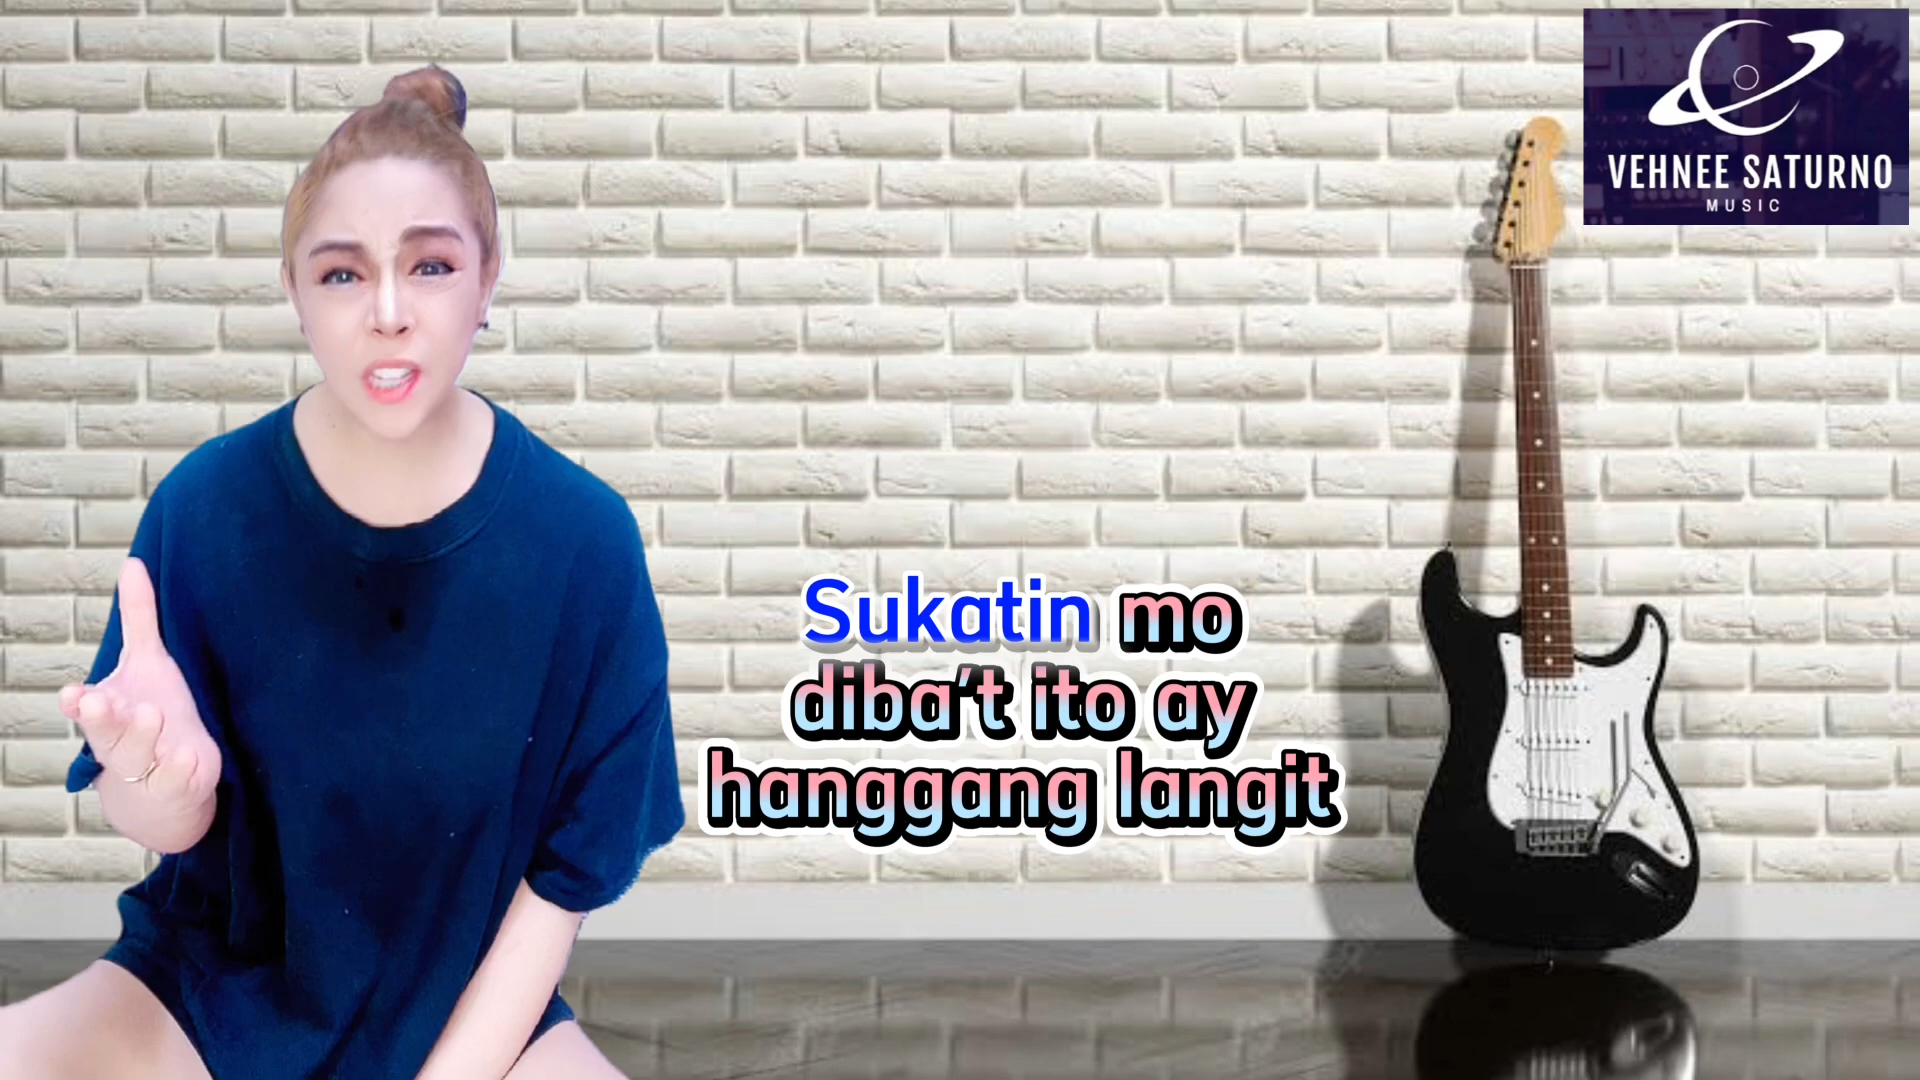 VEHNEE SATURNO
MUSIC
Sukatin mo
diba't ito ay
hanggang langit